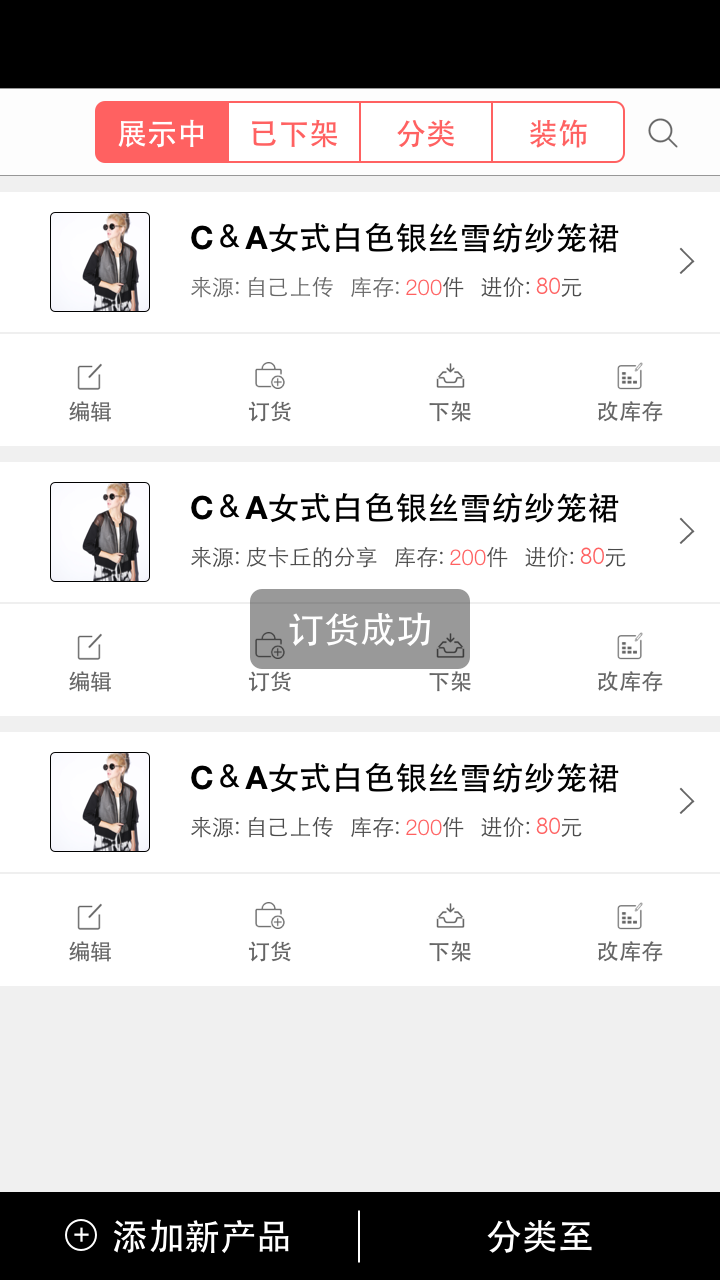 展示中 已下架 分类 装饰
C&A女式白色银丝雪纺纱笼裙
来源: 自己上传 库存: 200件 进价: 80元
编辑 订货 下架 改库存
C&A女式白色银丝雪纺纱笼裙
来源: 皮卡丘的分享 库存: 200件 进价: 80元
订货成功
编辑 订货 下架 改库存
C&A女式白色银丝雪纺纱笼裙
来源: 自己上传 库存: 200件 进价: 80元
编辑 订货 下架 改库存
添加新产品 分类至